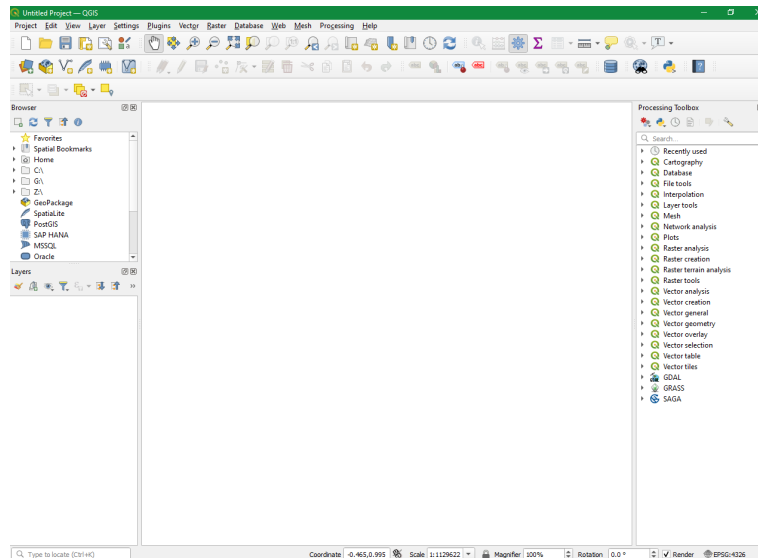 Untitled Project — QGIS
Project Edit View Layer Settings Plugins Vector Raster Database Web Mesh Processing Help
Browser
Favorites
Spatial Bookmarks
Home
C:\
G:\
Z:\
GeoPackage
SpatiaLite
PostGIS
SAP HANA
MSSQL
Oracle
Layers
Processing Toolbox
Search...
Recently used
Cartography
Database
File tools
Interpolation
Layer tools
Mesh
Network analysis
Plots
Raster analysis
Raster creation
Raster terrain analysis
Raster tools
Vector analysis
Vector creation
Vector general
Vector geometry
Vector overlay
Vector selection
Vector table
Vector tiles
GDAL
GRASS
SAGA
Type to locate (Ctrl+K) Coordinate -0.465,0.995 Scale 1:1129622 Magnifier 100% Rotation 0.0 ° Render EPSG:4326